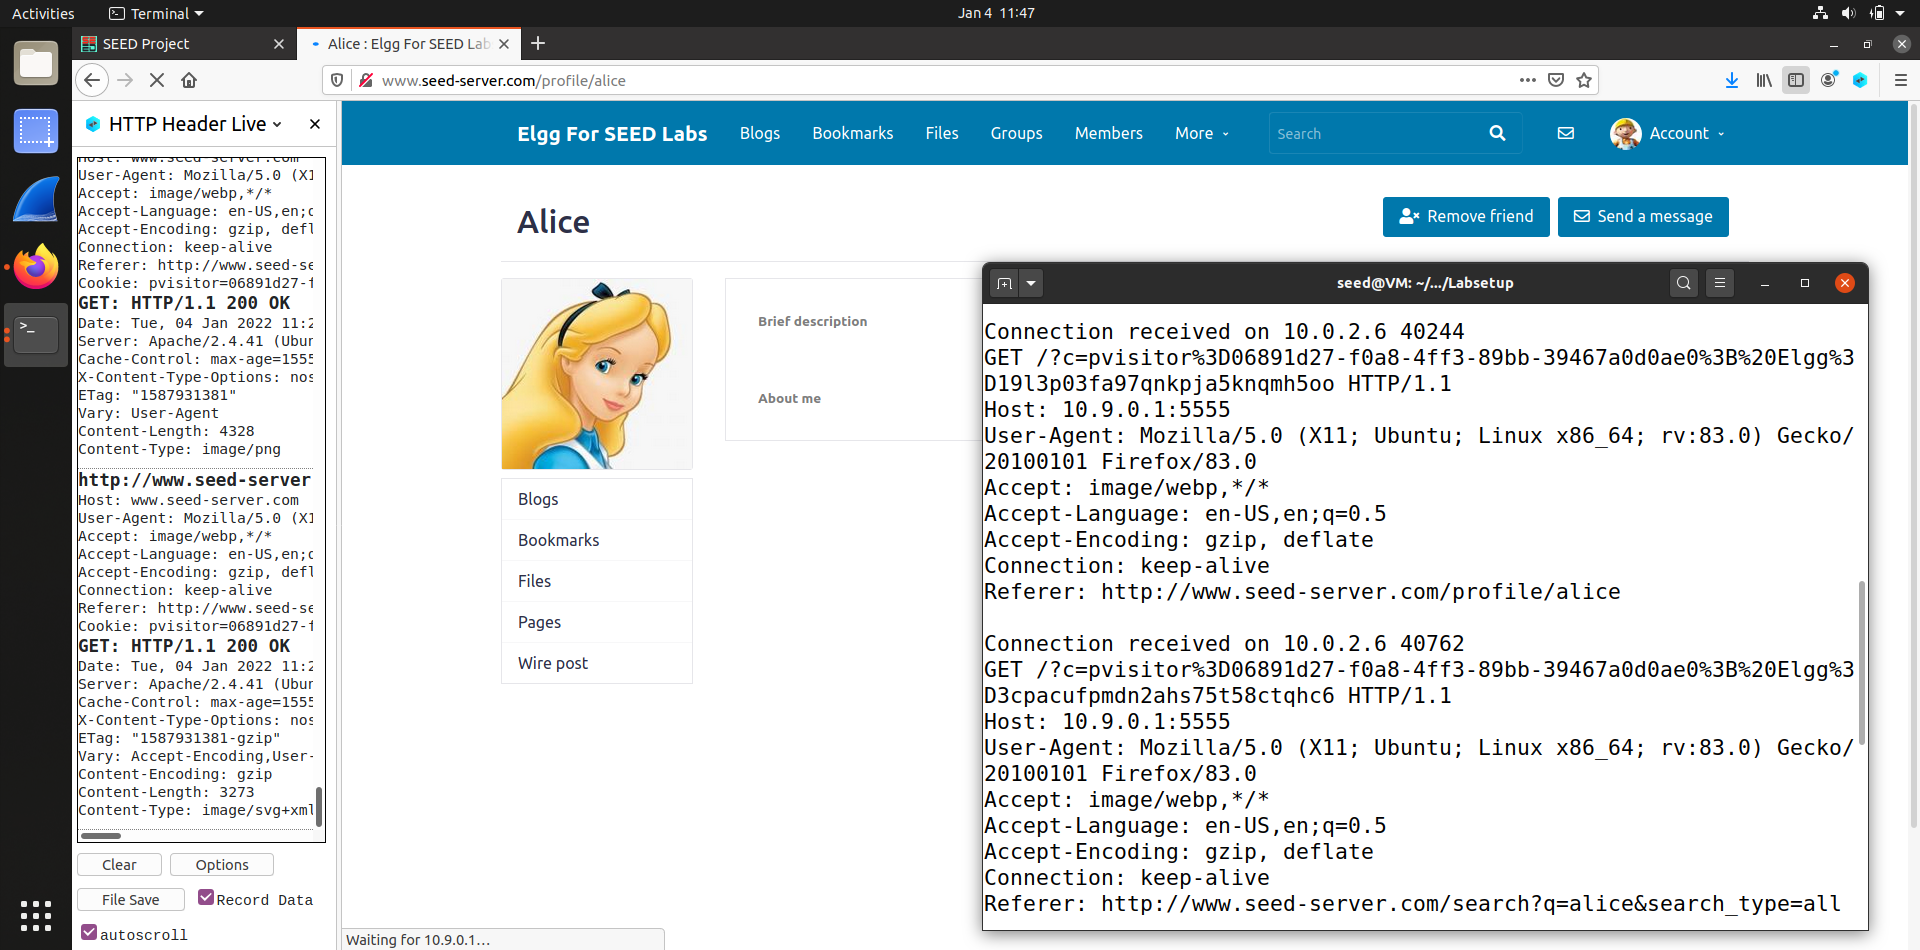 Activities
Terminal
Jan 4 11:47
SEED Project
Alice : Elgg For SEED Lab
www.seed-server.com/profile/alice
HTTP Header Live
Host: www.seed-server.com
User-Agent: Mozilla/5.0 (X1
Accept: image/webp,*/*
Accept-Language: en-US,en;q
Accept-Encoding: gzip, defl
Connection: keep-alive
Referer: http://www.seed-se
Cookie: pvisitor=06891d27-f
GET: HTTP/1.1 200 OK
Date: Tue, 04 Jan 2022 11:2
Server: Apache/2.4.41 (Ubun
Cache-Control: max-age=1555
X-Content-Type-Options: nos
ETag: "1587931381"
Vary: User-Agent
Content-Length: 4328
Content-Type: image/png
http://www.seed-server
Host: www.seed-server.com
User-Agent: Mozilla/5.0 (X1
Accept: image/webp,*/*
Accept-Language: en-US,en;q
Accept-Encoding: gzip, defl
Connection: keep-alive
Referer: http://www.seed-se
Cookie: pvisitor=06891d27-f
GET: HTTP/1.1 200 OK
Date: Tue, 04 Jan 2022 11:2
Server: Apache/2.4.41 (Ubun
Cache-Control: max-age=1555
X-Content-Type-Options: nos
ETag: "1587931381-gzip"
Vary: Accept-Encoding,User-
Content-Encoding: gzip
Content-Length: 3273
Content-Type: image/svg+xml
Clear
Options
File Save
Record Data
autoscroll
Elgg For SEED Labs
Blogs
Bookmarks
Files
Groups
Members
More
Search
Account
Alice
Remove friend
Send a message
Brief description
About me
Blogs
Bookmarks
Files
Pages
Wire post
Waiting for 10.9.0.1…
seed@VM: ~/.../Labsetup
Connection received on 10.0.2.6 40244
GET /?c=pvisitor%3D06891d27-f0a8-4ff3-89bb-39467a0d0ae0%3B%20Elgg%3
D19l3p03fa97qnkpja5knqmh5oo HTTP/1.1
Host: 10.9.0.1:5555
User-Agent: Mozilla/5.0 (X11; Ubuntu; Linux x86_64; rv:83.0) Gecko/
20100101 Firefox/83.0
Accept: image/webp,*/*
Accept-Language: en-US,en;q=0.5
Accept-Encoding: gzip, deflate
Connection: keep-alive
Referer: http://www.seed-server.com/profile/alice
Connection received on 10.0.2.6 40762
GET /?c=pvisitor%3D06891d27-f0a8-4ff3-89bb-39467a0d0ae0%3B%20Elgg%3
D3cpacufpmdn2ahs75t58ctqhc6 HTTP/1.1
Host: 10.9.0.1:5555
User-Agent: Mozilla/5.0 (X11; Ubuntu; Linux x86_64; rv:83.0) Gecko/
20100101 Firefox/83.0
Accept: image/webp,*/*
Accept-Language: en-US,en;q=0.5
Accept-Encoding: gzip, deflate
Connection: keep-alive
Referer: http://www.seed-server.com/search?q=alice&search_type=all